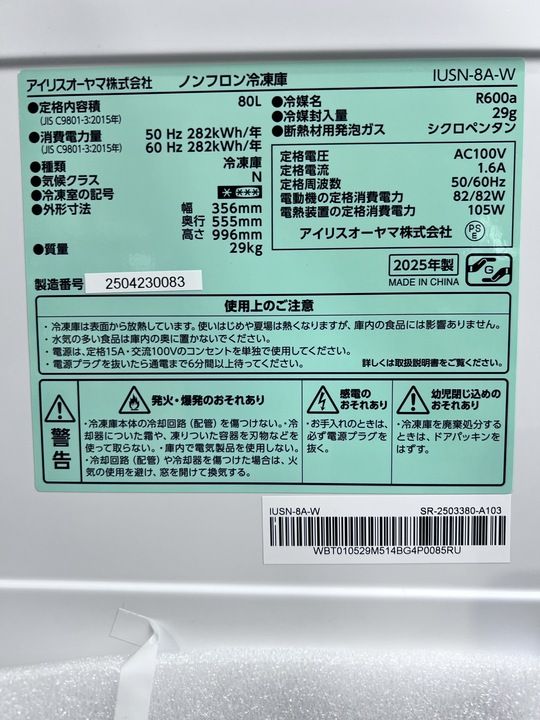 アイリスオーヤマ株式会社 ノンフロン冷凍庫 IUSN-8A-W
●定格内容積 80L
(JIS C9801-3:2015年)
●消費電力量 50 Hz 282kWh/年
(JIS C9801-3:2015年) 60 Hz 282kWh/年
●種類 冷凍庫
●気候クラス N
●冷凍室の記号 * ***
●外形寸法 幅 356mm
奥行 555mm
高さ 996mm
●質量 29kg
●冷媒名 R600a
●冷媒封入量 29g
●断熱材用発泡ガス シクロペンタン
定格電圧 AC100V
定格電流 1.6A
定格周波数 50/60Hz
電動機の定格消費電力 82/82W
電熱装置の定格消費電力 105W
アイリスオーヤマ株式会社 PSE
製造番号 2504230083
2025年製
MADE IN CHINA
G
使用上のご注意
・冷凍庫は表面から放熱しています。使いはじめや夏場は熱くなりますが、庫内の食品には影響ありません。
・水気の多い食品は庫内の奥に置かないでください。
・電源は、定格15A・交流100Vのコンセントを単独で使用してください。
・電源プラグを抜いたら通電まで6分間以上待ってください。 詳しくは取扱説明書をご覧ください。
警告
発火・爆発のおそれあり
・冷凍庫本体の冷却回路(配管)を傷つけない。・冷
却器についた霜や、凍りついた容器を刃物などを
使って取らない。・庫内で電気製品を使用しない。
・冷却回路(配管)や冷却器を傷つけた場合は、火
気の使用を避け、窓を開けて換気する。
感電の
おそれあり
・お手入れのときは、
必ず電源プラグを
抜く。
幼児閉じ込めの
おそれあり
・冷凍庫を廃棄処分す
るときは、ドアパッキン
をはずす。
IUSN-8A-W SR-2503380-A103
WBT010529M514BG4P0085RU